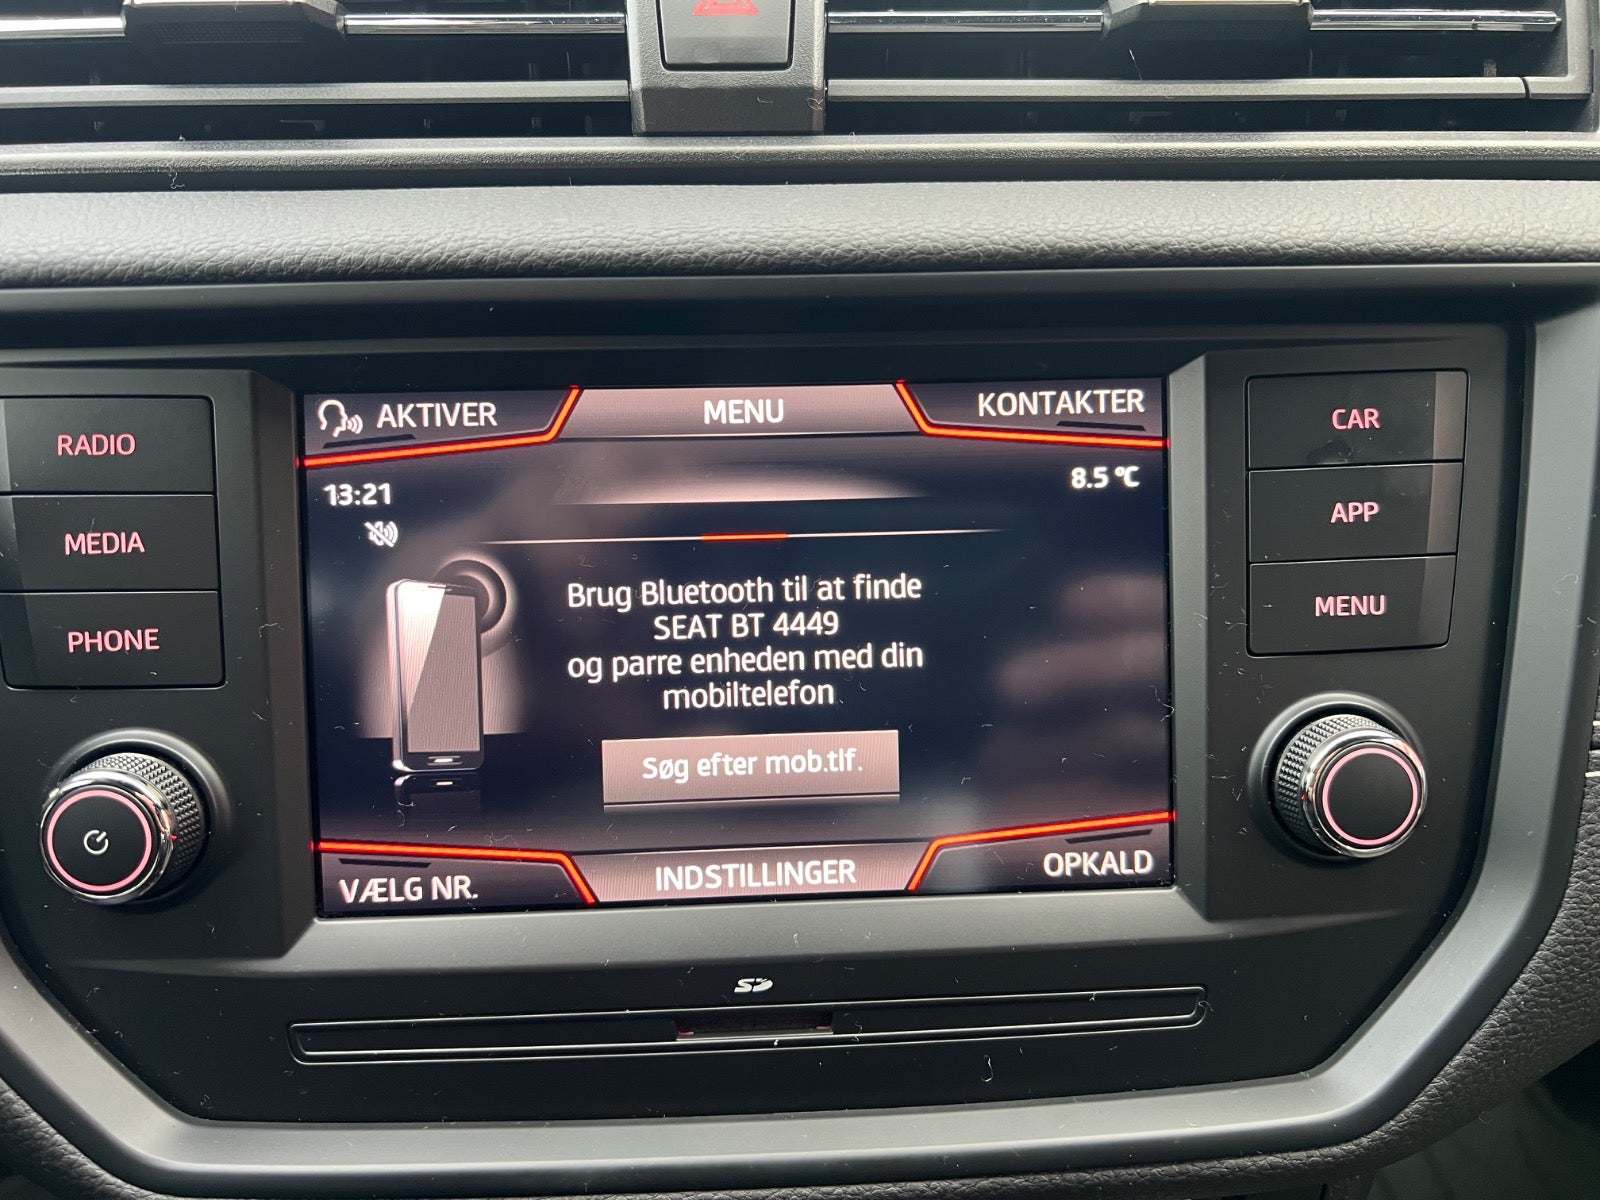 AKTIVER
MENU
KONTAKTER
13:21
8.5 °C
RADIO
MEDIA
PHONE
Brug Bluetooth til at finde
SEAT BT 4449
og parre enheden med din
mobiltelefon
Søg efter mob.tlf.
VÆLG NR.
INDSTILLINGER
OPKALD
CAR
APP
MENU
SD